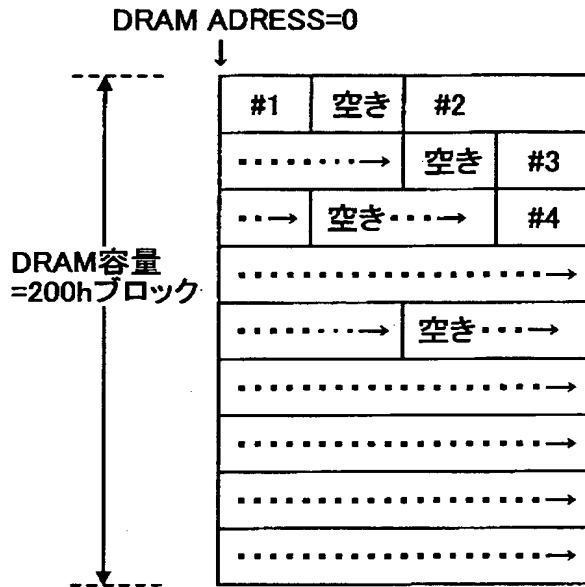 DRAM ADRESS=0
#1 空き #2
空き #3
空き #4
DRAM容量
=200hブロック
空き